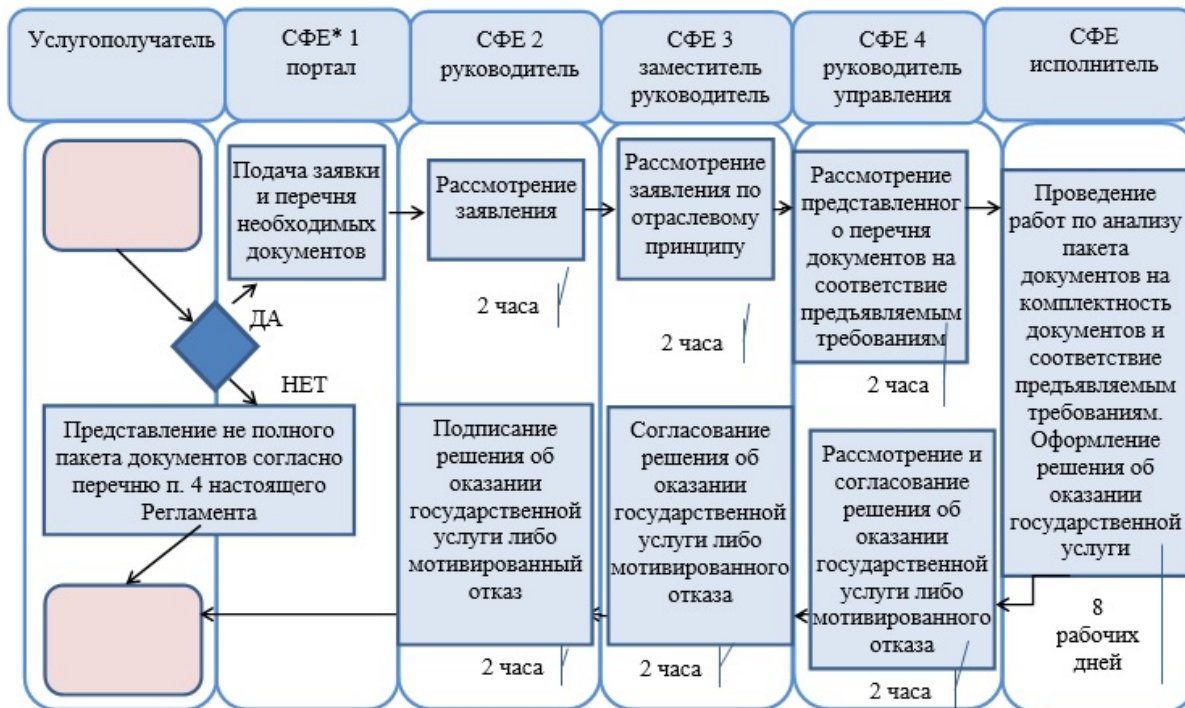 Услугополучатель
СФЕ* 1
портал
СФЕ 2
руководитель
СФЕ 3
заместитель
руководитель
СФЕ 4
руководитель
управления
СФЕ
исполнитель
Подача заявки
и перечня
необходимых
документов
Рассмотрение
заявления
2 часа
Рассмотрение
заявления по
отраслевому
принципу
2 часа
Рассмотрение
представленног
о перечня
документов на
соответствие
предъявляемым
требованиям
2 часа
Проведение
работ по анализу
пакета
документов на
комплектность
документов и
соответствие
предъявляемым
требованиям.
Оформление
решения об
оказании
государственной
услуги
8
рабочих
дней
ДА
НЕТ
Представление не полного
пакета документов согласно
перечню п. 4 настоящего
Регламента
Подписание
решения об
оказании
государственной
услуги либо
мотивированный
отказ
2 часа
Согласование
решения об
оказании
государственной
услуги либо
мотивированного
отказа
2 часа
Рассмотрение и
согласование
решения об
оказании
государственной
услуги либо
мотивированного
отказа
2 часа